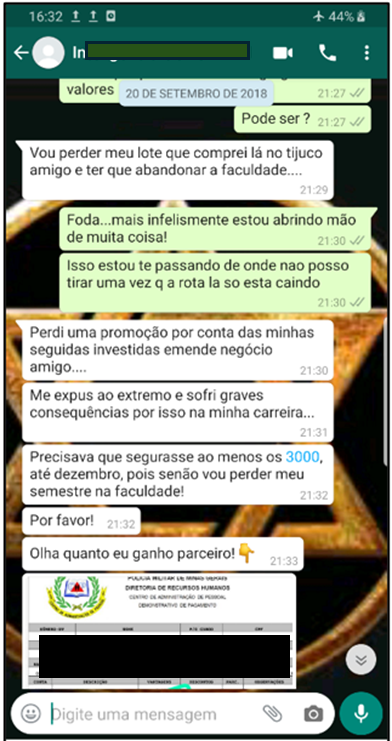 16:32 44%
In
valores
21:27
20 DE SETEMBRO DE 2018
Pode ser ? 21:27
Vou perder meu lote que comprei lá no tijuco
amigo e ter que abandonar a faculdade....
21:29
Foda...mais infelismente estou abrindo mão
de muita coisa!
21:30
Isso estou te passando de onde nao posso
tirar uma vez q a rota la so esta caindo
21:30
Perdi uma promoção por conta das minhas
seguidas investidas emende negócio
amigo....
21:30
Me expus ao extremo e sofri graves
consequências por isso na minha carreira...
21:31
Precisava que segurasse ao menos os 3000,
até dezembro, pois senão vou perder meu
semestre na faculdade!
21:32
Por favor! 21:32
Olha quanto eu ganho parceiro!👇
21:33
POLÍCIA MILITAR DE MINAS GERAIS
DIRETORIA DE RECURSOS HUMANOS
CENTRO DE ADMINISTRAÇÃO DE PESSOAL
DEMONSTRATIVO DE PAGAMENTO
NOME
CPF
DESCRIÇÃO VANTAGENS DESCONTOS
Digite uma mensagem